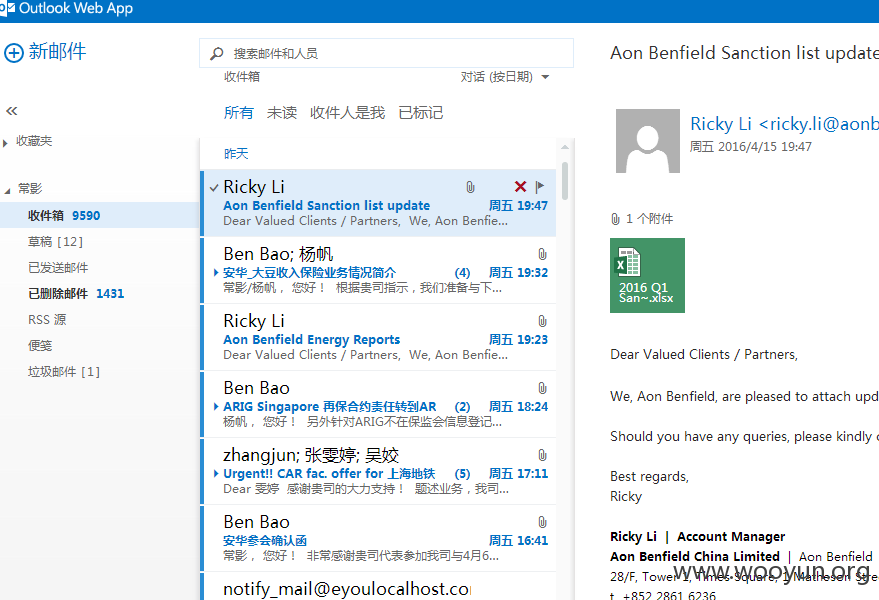 Outlook Web App
新邮件
搜索邮件和人员
收件箱
对话 (按日期)
所有 未读 收件人是我 已标记
收藏夹
常影
收件箱 9590
草稿 [12]
已发送邮件
已删除邮件 1431
RSS 源
便笺
垃圾邮件 [1]
昨天
Ricky Li
Aon Benfield Sanction list update 周五 19:47
Dear Valued Clients / Partners, We, Aon Benfie...
Ben Bao; 杨帆
安华_大豆收入保险业务情况简介 (4) 周五 19:32
常影/杨帆， 您好！ 根据贵司指示，我们准备与下...
Ricky Li
Aon Benfield Energy Reports 周五 19:23
Dear Valued Clients / Partners, We, Aon Benfie...
Ben Bao
ARIG Singapore 再保合约责任转到AR (2) 周五 18:24
杨帆， 您好！ 另外针对ARIG不在保监会信息登记...
zhangjun; 张雯婷; 吴姣
Urgent!! CAR fac. offer for 上海地铁 (5) 周五 17:11
Dear 雯婷 感谢贵司的大力支持！ 题述业务，我司...
Ben Bao
安华参会确认函 周五 16:41
常影， 您好！ 非常感谢贵司代表参加我司与4月6...
notify_mail@eyoulocalhost.co
Aon Benfield Sanction list update
Ricky Li <ricky.li@aonb
周五 2016/4/15 19:47
1 个附件
2016 Q1
San~.xlsx
Dear Valued Clients / Partners,
We, Aon Benfield, are pleased to attach upd
Should you have any queries, please kindly
Best regards,
Ricky
Ricky Li | Account Manager
Aon Benfield China Limited | Aon Benfield
28/F, Tower 1, Times Square, 1 Matheson Stre
t. +852 2861 6236
www.wooyun.org